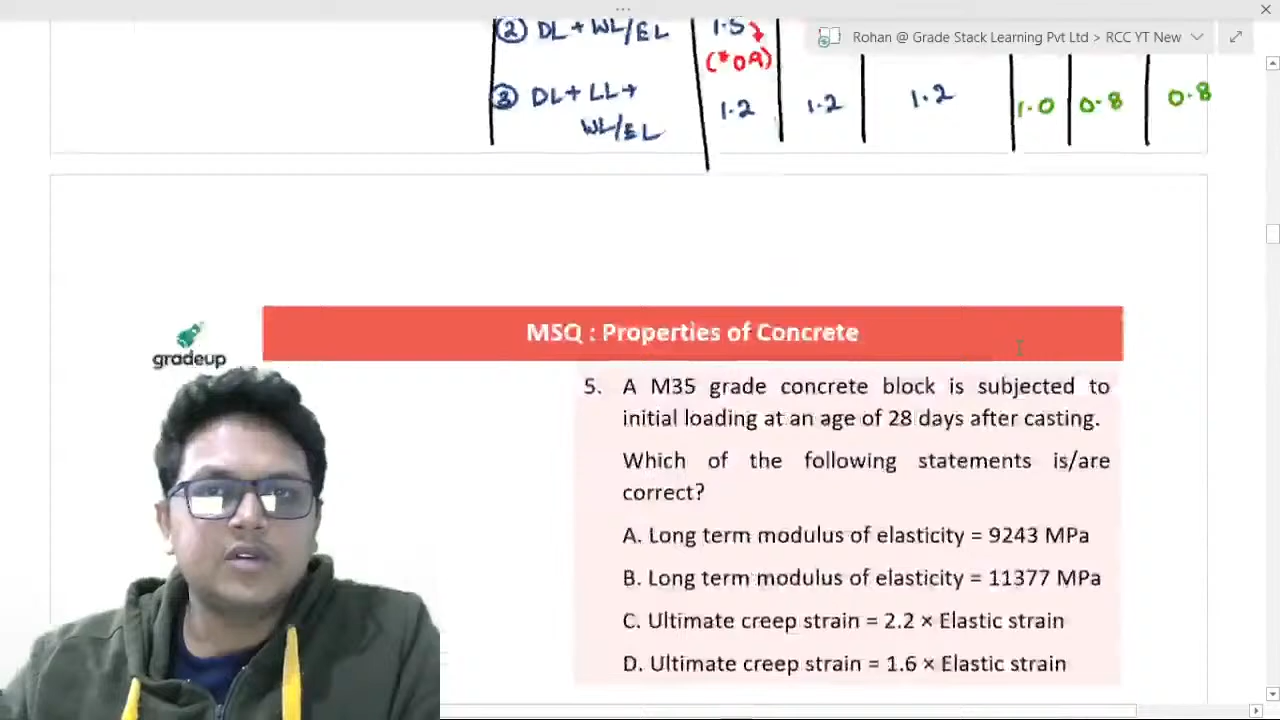 ② DL + WL/EL 1.5
Rohan @ Grade Stack Learning Pvt Ltd > RCC YT New
(*0.9)
③ DL + LL + 1.2 1.2 1.2 1.0 0.8 0.8
WL/EL
MSQ : Properties of Concrete
gradeup
5. A M35 grade concrete block is subjected to
initial loading at an age of 28 days after casting.
Which of the following statements is/are
correct?
A. Long term modulus of elasticity = 9243 MPa
B. Long term modulus of elasticity = 11377 MPa
C. Ultimate creep strain = 2.2 × Elastic strain
D. Ultimate creep strain = 1.6 × Elastic strain